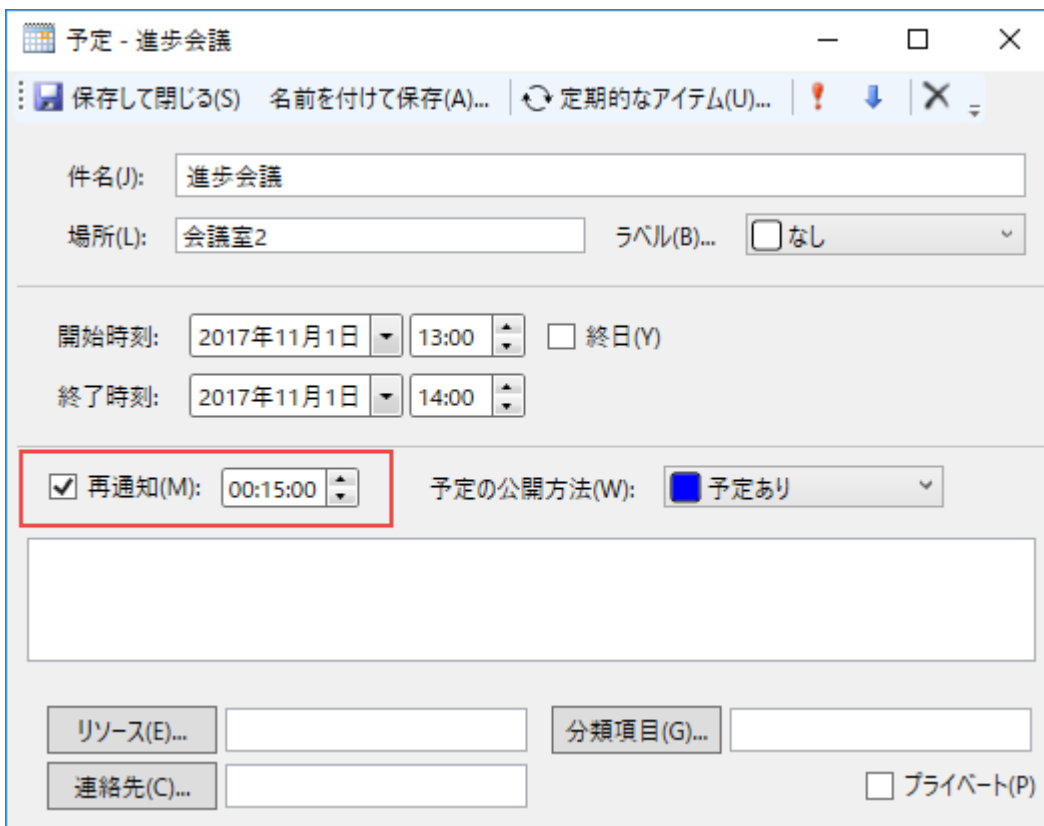 予定 - 進歩会議
保存して閉じる(S) 名前を付けて保存(A)... 定期的なアイテム(U)...
件名(J): 進歩会議
場所(L): 会議室2 ラベル(B)... なし
開始時刻: 2017年11月1日 13:00 終日(Y)
終了時刻: 2017年11月1日 14:00
再通知(M): 00:15:00 予定の公開方法(W): 予定あり
リソース(E)... 分類項目(G)...
連絡先(C)... プライベート(P)